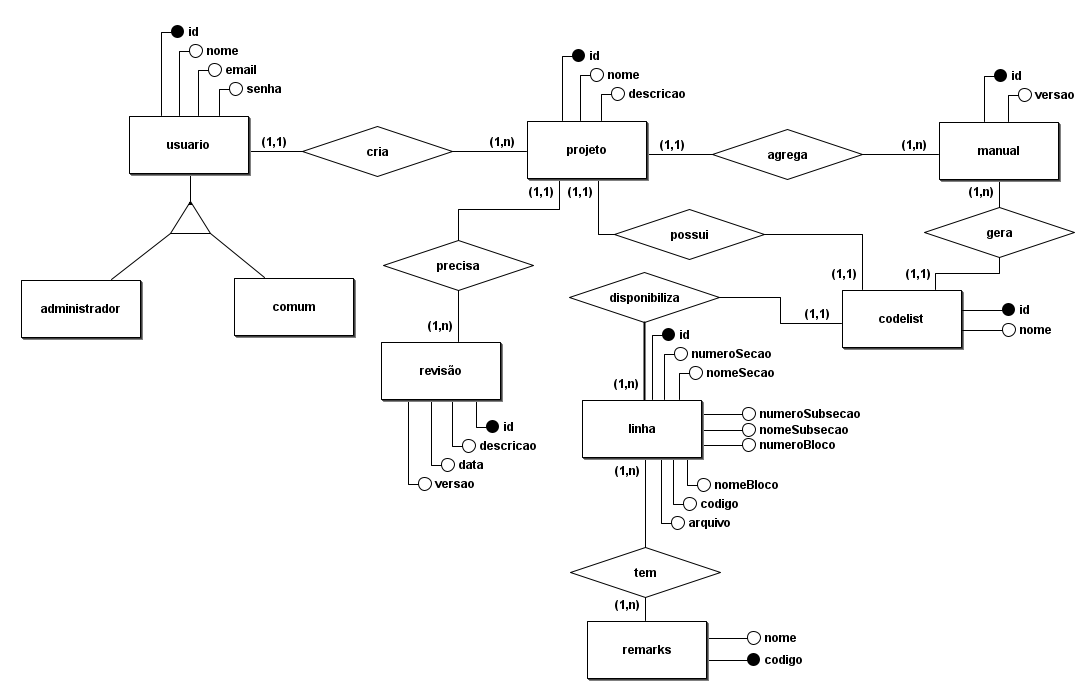 id
nome
email
senha
usuario
(1,1)
cria
(1,n)
id
nome
descricao
projeto
(1,1)
agrega
(1,n)
id
versao
manual
(1,1)
(1,1)
(1,n)
precisa
possui
gera
(1,1)
(1,1)
administrador
comum
disponibiliza
(1,1)
codelist
id
nome
(1,n)
revisão
id
descricao
data
versao
id
numeroSecao
nomeSecao
(1,n)
linha
numeroSubsecao
nomeSubsecao
numeroBloco
(1,n)
nomeBloco
codigo
arquivo
tem
(1,n)
remarks
nome
codigo